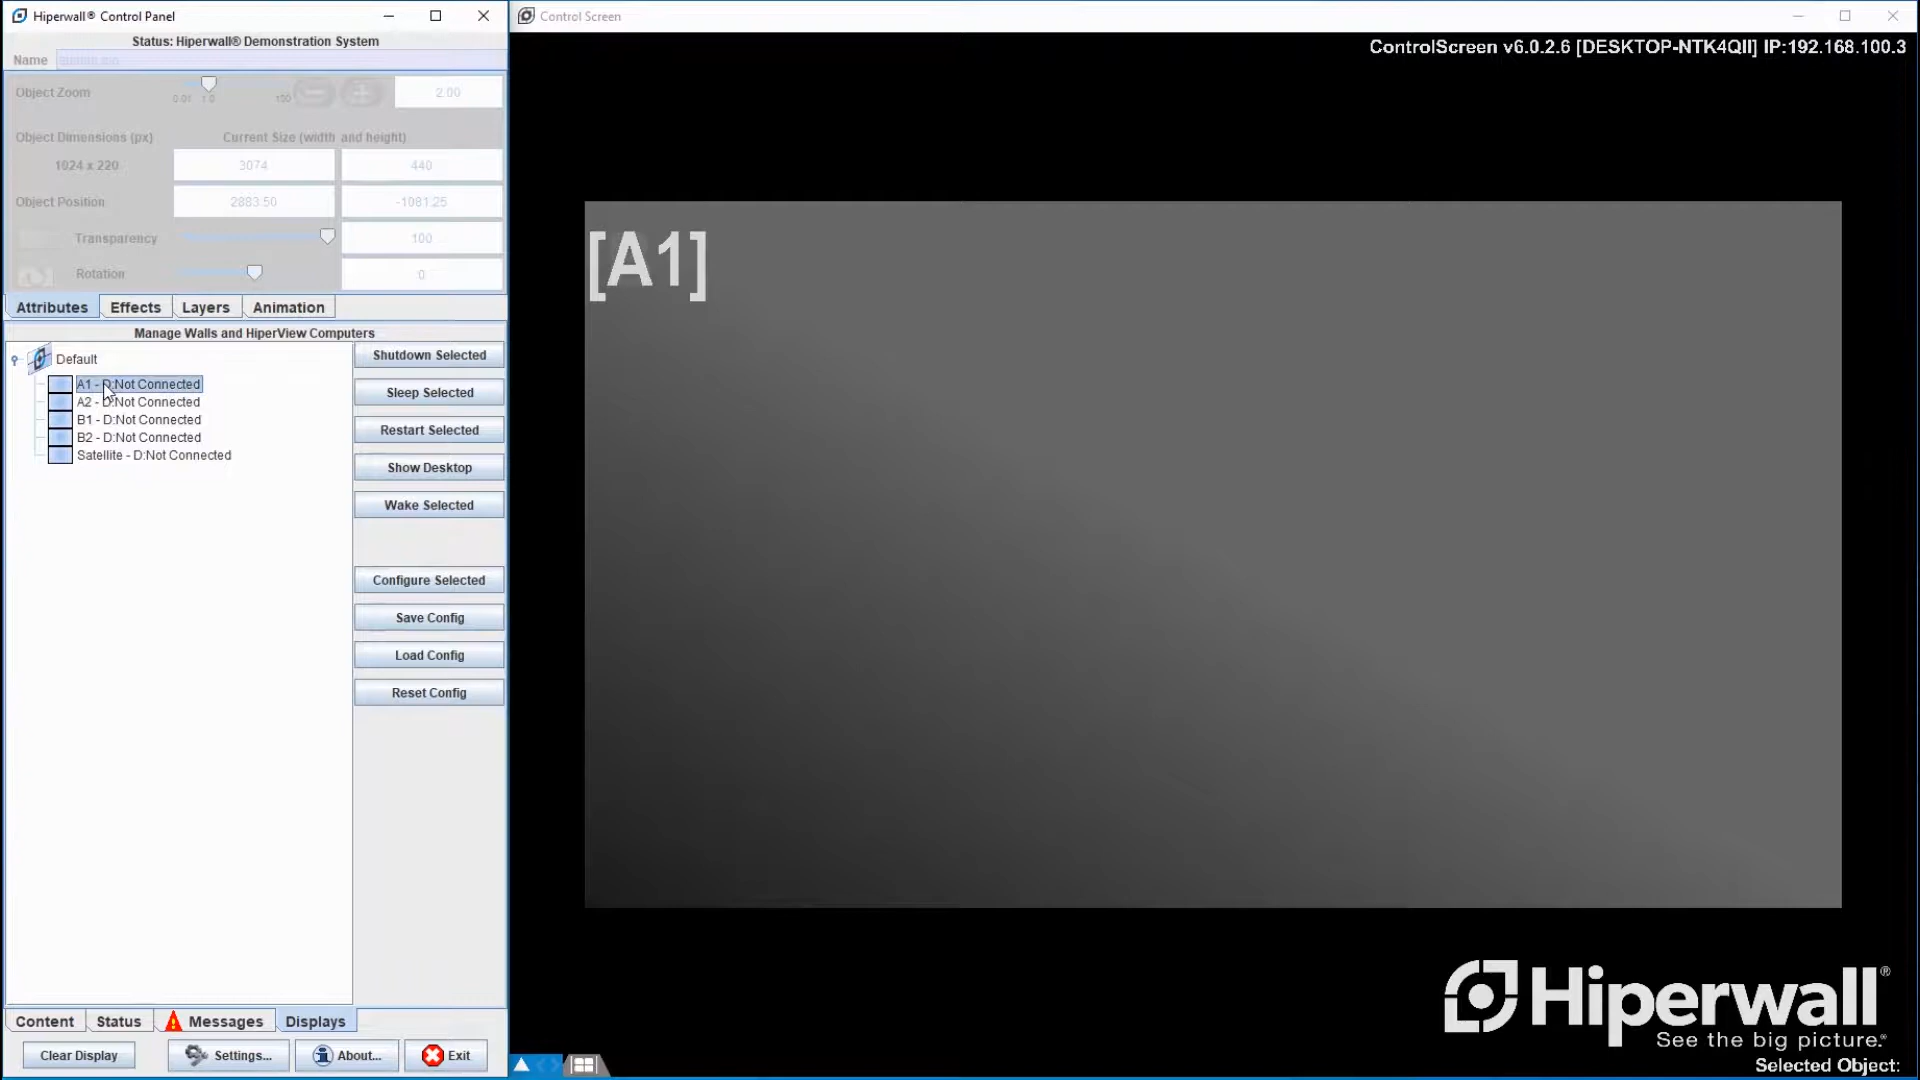 Hiperwall® Control Panel
Status: Hiperwall® Demonstration System
Name
Object Zoom
0.01 1.0 150
2.00
Object Dimensions (px)
Current Size (width and height)
1024 x 220
3074
440
Object Position
2883.50
-1081.25
Transparency
100
Rotation
0
Attributes
Effects
Layers
Animation
Manage Walls and HiperView Computers
Default
A1 - D:Not Connected
A2 - D:Not Connected
B1 - D:Not Connected
B2 - D:Not Connected
Satellite - D:Not Connected
Shutdown Selected
Sleep Selected
Restart Selected
Show Desktop
Wake Selected
Configure Selected
Save Config
Load Config
Reset Config
Content
Status
Messages
Displays
Clear Display
Settings...
About...
Exit
Control Screen
ControlScreen v6.0.2.6 [DESKTOP-NTK4QII] IP:192.168.100.3
[A1]
Hiperwall®
See the big picture.®
Selected Object: